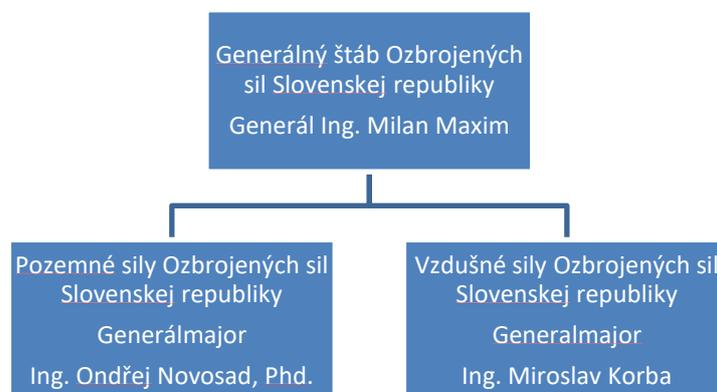 Generálný štáb Ozbrojených
sil Slovenskej republiky
Generál Ing. Milan Maxim
Pozemné sily Ozbrojených sil
Slovenskej republiky
Generálmajor
Ing. Ondřej Novosad, Phd.
Vzdušné sily Ozbrojených sil
Slovenskej republiky
Generalmajor
Ing. Miroslav Korba